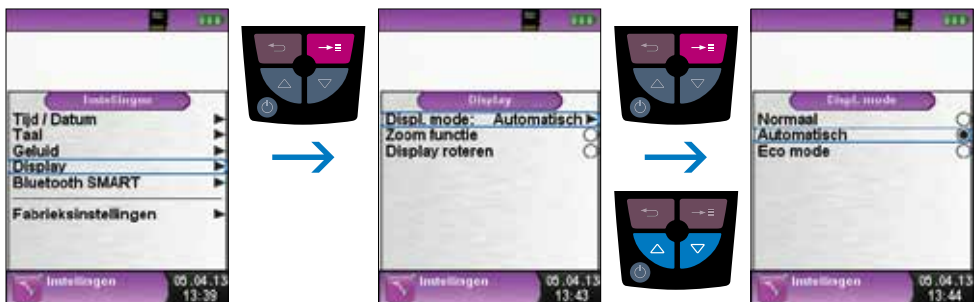 Instellingen
Tijd / Datum
Taal
Geluid
Display
Bluetooth SMART
Fabrieksinstellingen
Instellingen
05.04.13
13:39
Display
Displ. mode: Automatisch
Zoom functie
Display roteren
Instellingen
05.04.13
13:43
Displ. mode
Normaal
Automatisch
Eco mode
Instellingen
05.04.13
13:44